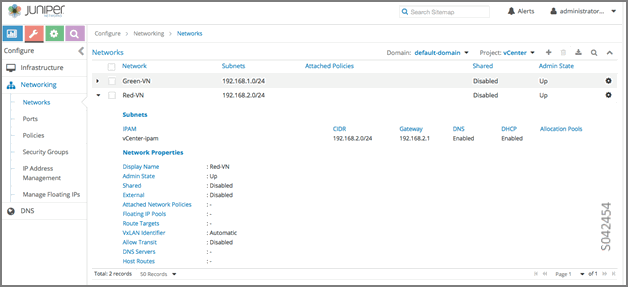 JUNIPER
NETWORKS
Search Sitemap
Alerts
administrator...
Configure
Configure > Networking > Networks
Infrastructure
Networking
Networks
Ports
Policies
Security Groups
IP Address
Management
Manage Floating IPs
DNS
Networks
Domain: default-domain Project: vCenter
Network Subnets Attached Policies Shared Admin State
Green-VN 192.168.1.0/24 Disabled Up
Red-VN 192.168.2.0/24 Disabled Up
Subnets
IPAM CIDR Gateway DNS DHCP Allocation Pools
vCenter-ipam 192.168.2.0/24 192.168.2.1 Enabled Enabled
Network Properties
Display Name : Red-VN
Admin State : Up
Shared : Disabled
External : Disabled
Attached Network Policies : -
Floating IP Pools : -
Route Targets : -
VxLAN Identifier : Automatic
Allow Transit : Disabled
DNS Servers : -
Host Routes : -
Total: 2 records 50 Records
Page 1 of 1
S042454